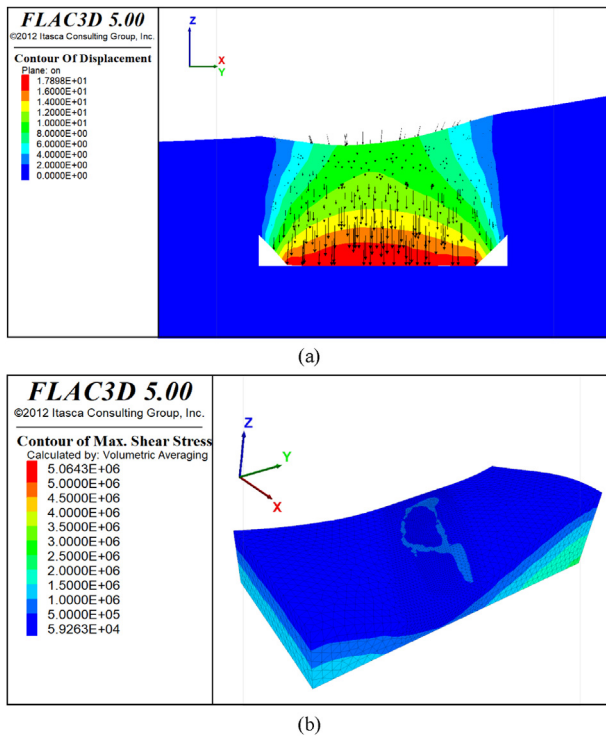 FLAC3D 5.00
©2012 Itasca Consulting Group, Inc.
Contour Of Displacement
Plane: on
1.7898E+01
1.6000E+01
1.4000E+01
1.2000E+01
1.0000E+01
8.0000E+00
6.0000E+00
4.0000E+00
2.0000E+00
0.0000E+00
Z
X
Y
(a)
FLAC3D 5.00
©2012 Itasca Consulting Group, Inc.
Contour of Max. Shear Stress
Calculated by: Volumetric Averaging
5.0643E+06
5.0000E+06
4.5000E+06
4.0000E+06
3.5000E+06
3.0000E+06
2.5000E+06
2.0000E+06
1.5000E+06
1.0000E+06
5.0000E+05
5.9263E+04
Z
Y
X
(b)